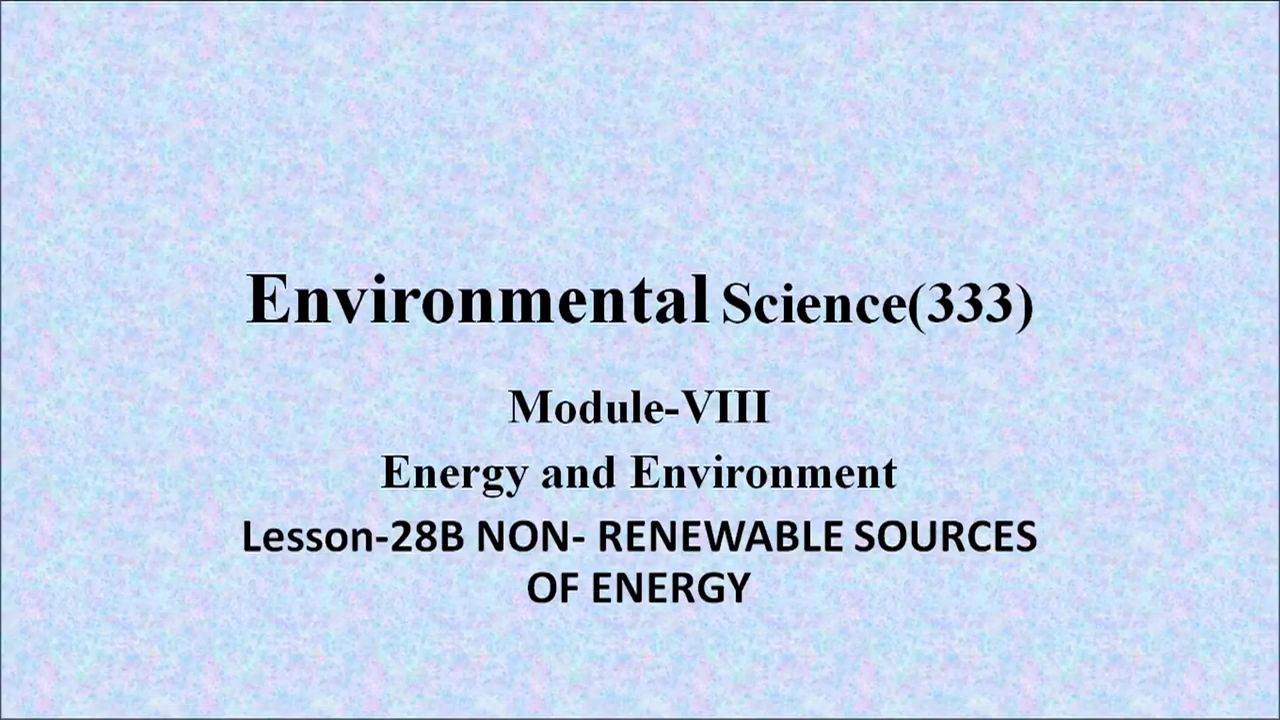 Environmental Science(333)
Module-VIII
Energy and Environment
Lesson-28B NON- RENEWABLE SOURCES
OF ENERGY